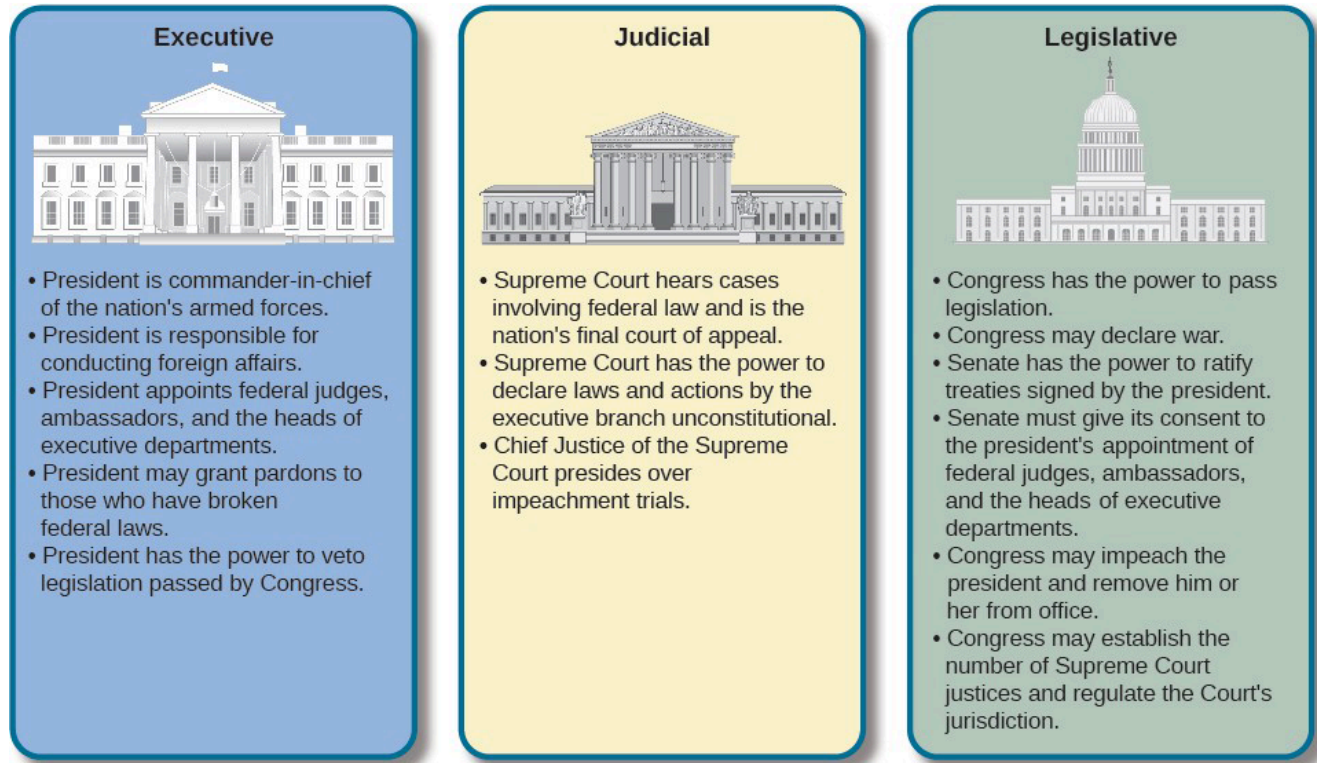 Executive
• President is commander-in-chief
of the nation's armed forces.
• President is responsible for
conducting foreign affairs.
• President appoints federal judges,
ambassadors, and the heads of
executive departments.
• President may grant pardons to
those who have broken
federal laws.
• President has the power to veto
legislation passed by Congress.
Judicial
• Supreme Court hears cases
involving federal law and is the
nation's final court of appeal.
• Supreme Court has the power to
declare laws and actions by the
executive branch unconstitutional.
• Chief Justice of the Supreme
Court presides over
impeachment trials.
Legislative
• Congress has the power to pass
legislation.
• Congress may declare war.
• Senate has the power to ratify
treaties signed by the president.
• Senate must give its consent to
the president's appointment of
federal judges, ambassadors,
and the heads of executive
departments.
• Congress may impeach the
president and remove him or
her from office.
• Congress may establish the
number of Supreme Court
justices and regulate the Court's
jurisdiction.